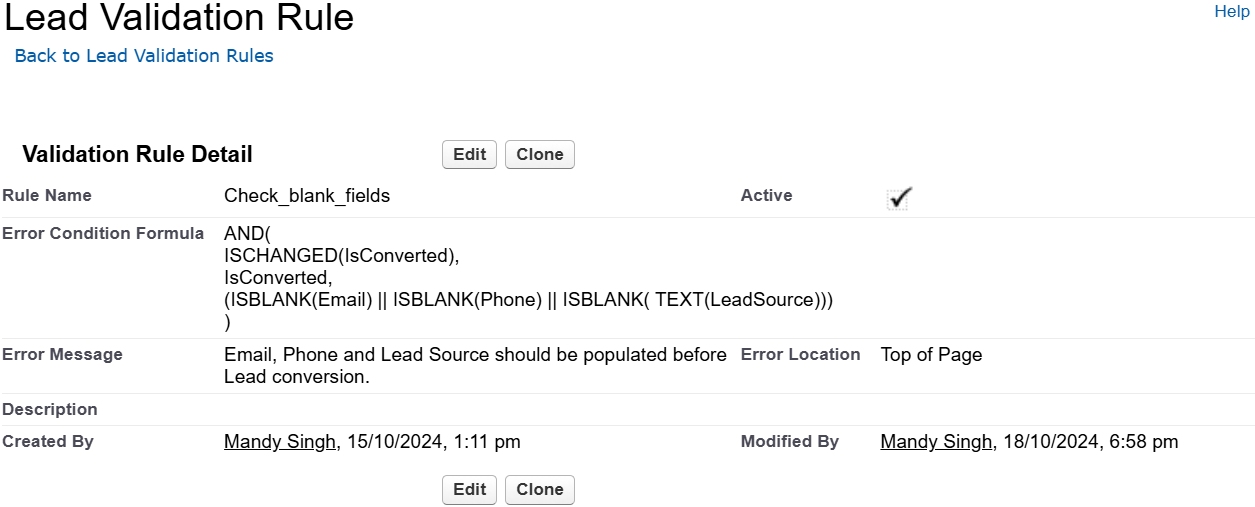 Lead Validation Rule
Help
Back to Lead Validation Rules
Validation Rule Detail
Edit
Clone
Rule Name
Check_blank_fields
Active
Error Condition Formula
AND(
ISCHANGED(IsConverted),
IsConverted,
(ISBLANK(Email) || ISBLANK(Phone) || ISBLANK( TEXT(LeadSource)))
)
Error Message
Email, Phone and Lead Source should be populated before
Lead conversion.
Error Location
Top of Page
Description
Created By
Mandy Singh, 15/10/2024, 1:11 pm
Modified By
Mandy Singh, 18/10/2024, 6:58 pm
Edit
Clone